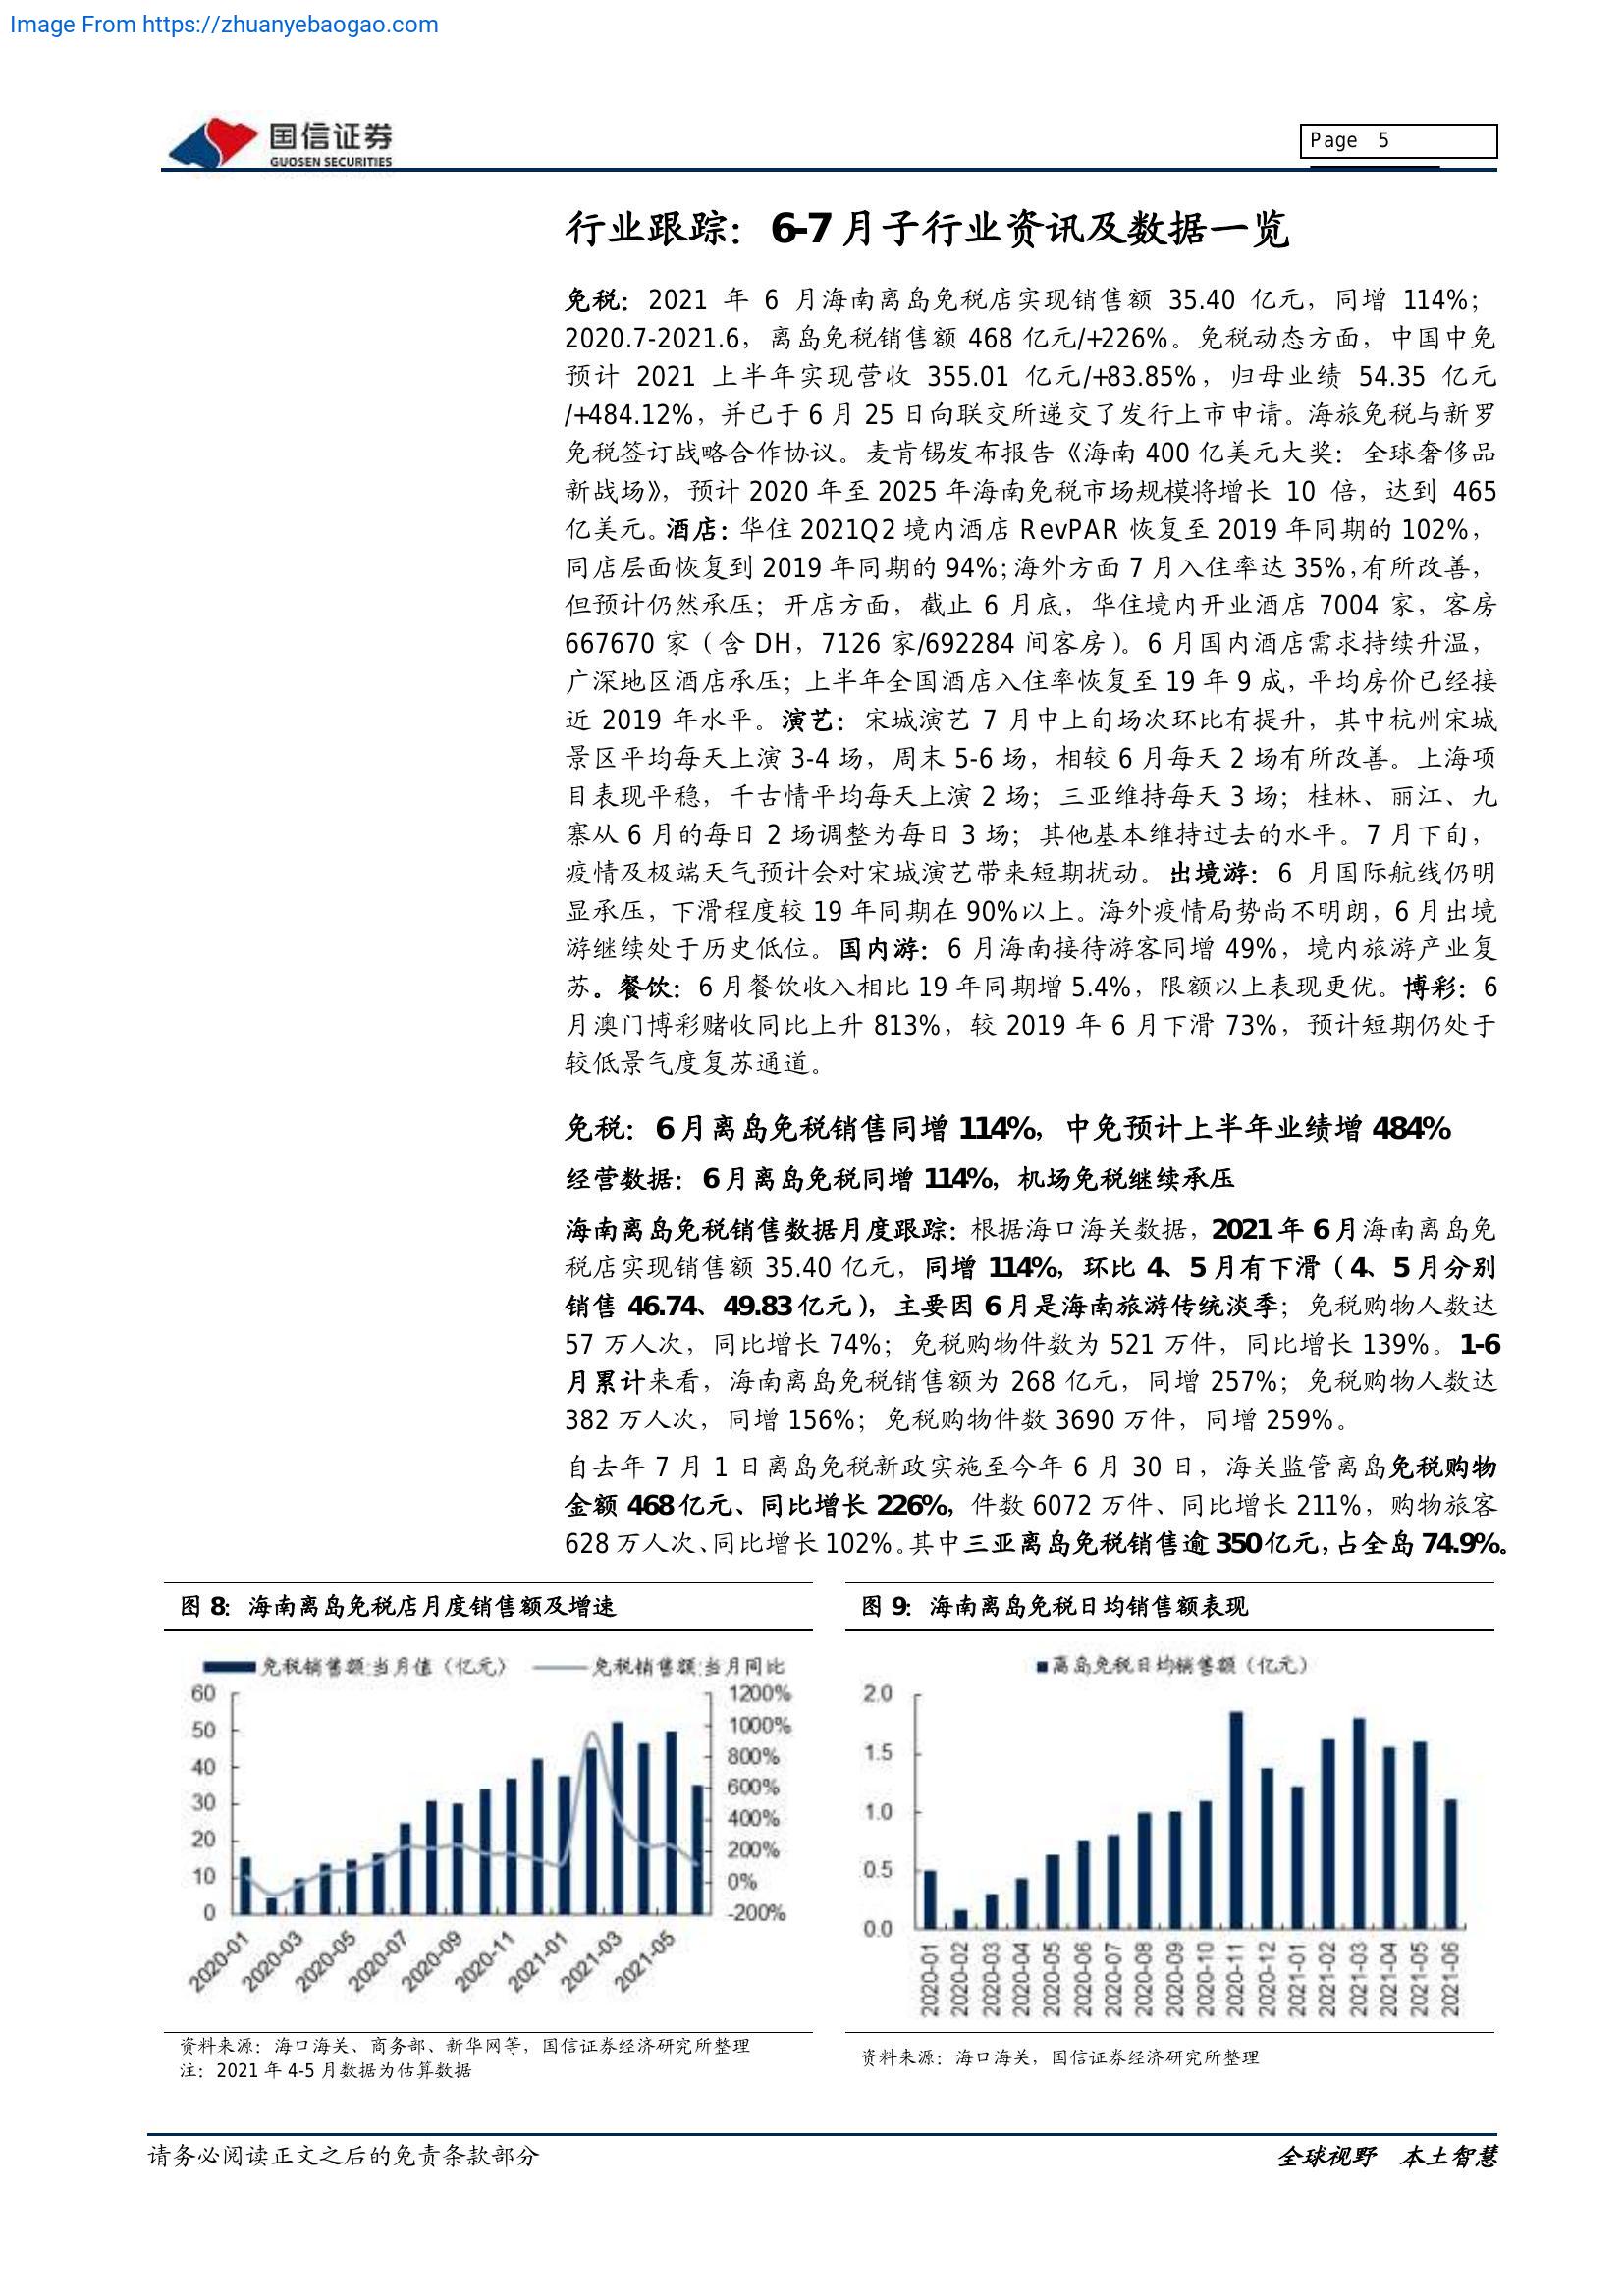 Image From https://zhuanyebaogao.com
国信证券
GUOSEN SECURITIES
Page 5
行业跟踪：6-7 月子行业资讯及数据一览
免税：2021 年 6 月海南离岛免税店实现销售额 35.40 亿元，同增 114%；
2020.7-2021.6，离岛免税销售额 468 亿元/+226%。免税动态方面，中国中免
预计 2021 上半年实现营收 355.01 亿元/+83.85%，归母业绩 54.35 亿元
/+484.12%，并已于 6 月 25 日向联交所递交了发行上市申请。海旅免税与新罗
免税签订战略合作协议。麦肯锡发布报告《海南 400 亿美元大奖：全球奢侈品
新战场》，预计 2020 年至 2025 年海南免税市场规模将增长 10 倍，达到 465
亿美元。酒店：华住 2021Q2 境内酒店 RevPAR 恢复至 2019 年同期的 102%，
同店层面恢复到 2019 年同期的 94%；海外方面 7 月入住率达 35%，有所改善，
但预计仍然承压；开店方面，截止 6 月底，华住境内开业酒店 7004 家，客房
667670 家（含 DH，7126 家/692284 间客房）。6 月国内酒店需求持续升温，
广深地区酒店承压；上半年全国酒店入住率恢复至 19 年 9 成，平均房价已经接
近 2019 年水平。演艺：宋城演艺 7 月中上旬场次环比有提升，其中杭州宋城
景区平均每天上演 3-4 场，周末 5-6 场，相较 6 月每天 2 场有所改善。上海项
目表现平稳，千古情平均每天上演 2 场；三亚维持每天 3 场；桂林、丽江、九
寨从 6 月的每日 2 场调整为每日 3 场；其他基本维持过去的水平。7 月下旬，
疫情及极端天气预计会对宋城演艺带来短期扰动。出境游：6 月国际航线仍明
显承压，下滑程度较 19 年同期在 90%以上。海外疫情局势尚不明朗，6 月出境
游继续处于历史低位。国内游：6 月海南接待游客同增 49%，境内旅游产业复
苏。餐饮：6 月餐饮收入相比 19 年同期增 5.4%，限额以上表现更优。博彩：6
月澳门博彩赌收同比上升 813%，较 2019 年 6 月下滑 73%，预计短期仍处于
较低景气度复苏通道。
免税：6 月离岛免税销售同增 114%，中免预计上半年业绩增 484%
经营数据：6 月离岛免税同增 114%，机场免税继续承压
海南离岛免税销售数据月度跟踪：根据海口海关数据，2021 年 6 月海南离岛免
税店实现销售额 35.40 亿元，同增 114%，环比 4、5 月有下滑（4、5 月分别
销售 46.74、49.83 亿元），主要因 6 月是海南旅游传统淡季；免税购物人数达
57 万人次，同比增长 74%；免税购物件数为 521 万件，同比增长 139%。1-6
月累计来看，海南离岛免税销售额为 268 亿元，同增 257%；免税购物人数达
382 万人次，同增 156%；免税购物件数 3690 万件，同增 259%。
自去年 7 月 1 日离岛免税新政实施至今年 6 月 30 日，海关监管离岛免税购物
金额 468 亿元、同比增长 226%，件数 6072 万件、同比增长 211%，购物旅客
628 万人次、同比增长 102%。其中三亚离岛免税销售逾 350 亿元，占全岛 74.9%。
图 8：海南离岛免税店月度销售额及增速
免税销售额:当月值（亿元） 免税销售额:当月同比
60
50
40
30
20
10
0
1200%
1000%
800%
600%
400%
200%
0%
-200%
2020-01
2020-03
2020-05
2020-07
2020-09
2020-11
2021-01
2021-03
2021-05
资料来源：海口海关、商务部、新华网等，国信证券经济研究所整理
注：2021 年 4-5 月数据为估算数据
图 9：海南离岛免税日均销售额表现
离岛免税日均销售额（亿元）
2.0
1.5
1.0
0.5
0.0
2020-01
2020-02
2020-03
2020-04
2020-05
2020-06
2020-07
2020-08
2020-09
2020-10
2020-11
2020-12
2021-01
2021-02
2021-03
2021-04
2021-05
2021-06
资料来源：海口海关，国信证券经济研究所整理
请务必阅读正文之后的免责条款部分
全球视野 本土智慧